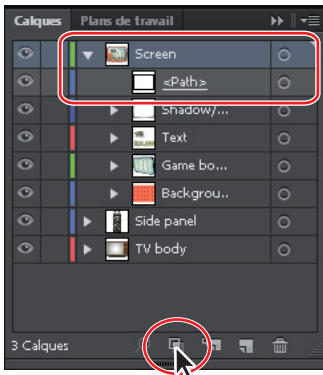 Calques Plans de travail
Screen
<Path>
Shadow/...
Text
Game bo...
Backgrou..
Side panel
TV body
3 Calques